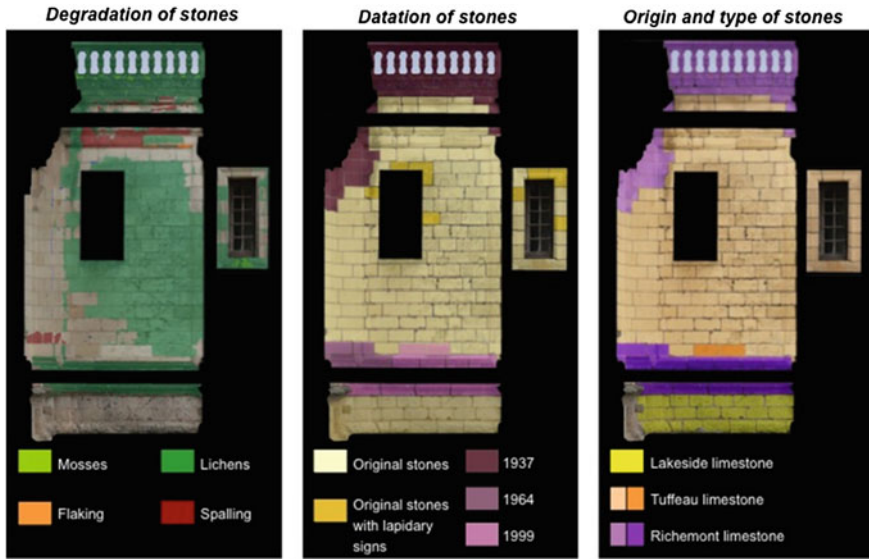 Degradation of stones
Datation of stones
Origin and type of stones
Mosses
Lichens
Flaking
Spalling
Original stones
Original stones
with lapidary
signs
1937
1964
1999
Lakeside limestone
Tuffeau limestone
Richemont limestone